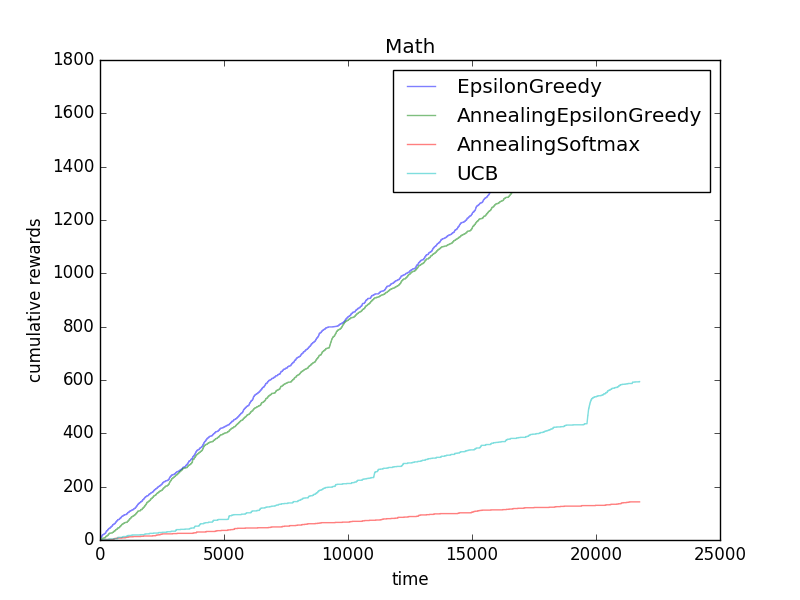 Math
1800
1600
1400
1200
1000
800
600
400
200
0
cumulative rewards
EpsilonGreedy
AnnealingEpsilonGreedy
AnnealingSoftmax
UCB
0 5000 10000 15000 20000 25000
time